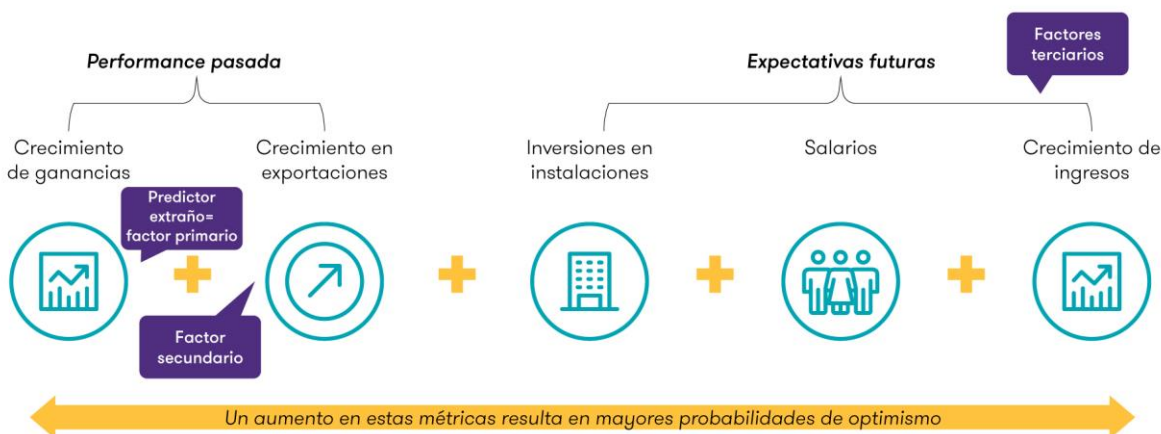 Factores
terciarios
Performance pasada
Expectativas futuras
Crecimiento
de ganancias
Crecimiento en
exportaciones
Inversiones en
instalaciones
Salarios
Crecimiento de
ingresos
Predictor
extraño=
factor primario
Factor
secundario
Un aumento en estas métricas resulta en mayores probabilidades de optimismo